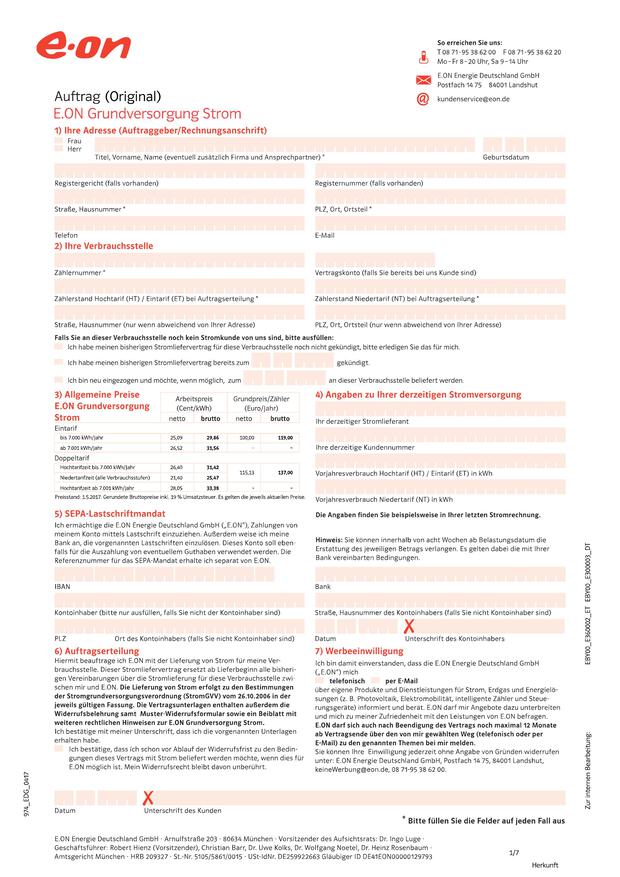 e·on
So erreichen Sie uns:
T 08 71-95 38 62 00 F 08 71-95 38 62 20
Mo-Fr 8-20 Uhr, Sa 9-14 Uhr
E.ON Energie Deutschland GmbH
Postfach 14 75 84001 Landshut
kundenservice@eon.de
Auftrag (Original)
E.ON Grundversorgung Strom
1) Ihre Adresse (Auftraggeber/Rechnungsanschrift)
Frau
Herr
Titel, Vorname, Name (eventuell zusätzlich Firma und Ansprechpartner) * Geburtsdatum
Registergericht (falls vorhanden) Registernummer (falls vorhanden)
Straße, Hausnummer * PLZ, Ort, Ortsteil *
Telefon E-Mail
2) Ihre Verbrauchsstelle
Zählernummer * Vertragskonto (falls Sie bereits bei uns Kunde sind)
Zählerstand Hochtarif (HT) / Eintarif (ET) bei Auftragserteilung * Zählerstand Niedertarif (NT) bei Auftragserteilung *
Straße, Hausnummer (nur wenn abweichend von Ihrer Adresse) PLZ, Ort, Ortsteil (nur wenn abweichend von Ihrer Adresse)
Falls Sie an dieser Verbrauchsstelle noch kein Stromkunde von uns sind, bitte ausfüllen:
Ich habe meinen bisherigen Stromliefervertrag für diese Verbrauchsstelle noch nicht gekündigt, bitte erledigen Sie das für mich.
Ich habe meinen bisherigen Stromliefervertrag bereits zum gekündigt.
Ich bin neu eingezogen und möchte, wenn möglich, zum an dieser Verbrauchsstelle beliefert werden.
3) Allgemeine Preise
E.ON Grundversorgung
Strom
Arbeitspreis (Cent/kWh) Grundpreis/Zähler (Euro/Jahr)
netto brutto netto brutto
Eintarif
bis 7.000 kWh/Jahr 25,09 29,86 100,00 119,00
ab 7.001 kWh/Jahr 26,52 31,56 - -
Doppeltarif
Hochtarifzeit bis 7.000 kWh/Jahr 26,40 31,42
115,13 137,00
Niedertarifzeit (alle Verbrauchsstufen) 21,40 25,47
Hochtarifzeit ab 7.001 kWh/Jahr 28,05 33,38 - -
Preisstand: 1.5.2017. Gerundete Bruttopreise inkl. 19 % Umsatzsteuer. Es gelten die jeweils aktuellen Preise.
4) Angaben zu Ihrer derzeitigen Stromversorgung
Ihr derzeitiger Stromlieferant
Ihre derzeitige Kundennummer
Vorjahresverbrauch Hochtarif (HT) / Eintarif (ET) in kWh
Vorjahresverbrauch Niedertarif (NT) in kWh
Die Angaben finden Sie beispielsweise in Ihrer letzten Stromrechnung.
5) SEPA-Lastschriftmandat
Ich ermächtige die E.ON Energie Deutschland GmbH („E.ON"), Zahlungen von
meinem Konto mittels Lastschrift einzuziehen. Außerdem weise ich meine
Bank an, die vorgenannten Lastschriften einzulösen. Dieses Konto soll eben-
falls für die Auszahlung von eventuellem Guthaben verwendet werden. Die
Referenznummer für das SEPA-Mandat erhalte ich separat von E.ON.
Hinweis: Sie können innerhalb von acht Wochen ab Belastungsdatum die
Erstattung des jeweiligen Betrags verlangen. Es gelten dabei die mit Ihrer
Bank vereinbarten Bedingungen.
IBAN Bank
Kontoinhaber (bitte nur ausfüllen, falls Sie nicht der Kontoinhaber sind) Straße, Hausnummer des Kontoinhabers (falls Sie nicht Kontoinhaber sind)
X
PLZ Ort des Kontoinhabers (falls Sie nicht Kontoinhaber sind) Datum Unterschrift des Kontoinhabers
6) Auftragserteilung
Hiermit beauftrage ich E.ON mit der Lieferung von Strom für meine Ver-
brauchsstelle. Dieser Stromliefervertrag ersetzt ab Lieferbeginn alle bisheri-
gen Vereinbarungen über die Stromlieferung für diese Verbrauchsstelle zwi-
schen mir und E.ON. Die Lieferung von Strom erfolgt zu den Bestimmungen
der Stromgrundversorgungsverordnung (StromGVV) vom 26.10.2006 in der
jeweils gültigen Fassung. Die Vertragsunterlagen enthalten außerdem die
Widerrufsbelehrung samt Muster-Widerrufsformular sowie ein Beiblatt mit
weiteren rechtlichen Hinweisen zur E.ON Grundversorgung Strom.
Ich bestätige mit meiner Unterschrift, dass ich die vorgenannten Unterlagen
erhalten habe.
Ich bestätige, dass ich schon vor Ablauf der Widerrufsfrist zu den Bedin-
gungen dieses Vertrags mit Strom beliefert werden möchte, wenn dies für
E.ON möglich ist. Mein Widerrufsrecht bleibt davon unberührt.
7) Werbeeinwilligung
Ich bin damit einverstanden, dass die E.ON Energie Deutschland GmbH
(„E.ON") mich
telefonisch per E-Mail
über eigene Produkte und Dienstleistungen für Strom, Erdgas und Energielö-
sungen (z. B. Photovoltaik, Elektromobilität, intelligente Zähler und Steue-
rungsgeräte) informiert und berät. E.ON darf mir Angebote dazu unterbreiten
und mich zu meiner Zufriedenheit mit den Leistungen von E.ON befragen.
E.ON darf sich auch nach Beendigung des Vertrags noch maximal 12 Monate
ab Vertragsende über den von mir gewählten Weg (telefonisch oder per
E-Mail) zu den genannten Themen bei mir melden.
Sie können Ihre Einwilligung jederzeit ohne Angabe von Gründen widerrufen
unter: E.ON Energie Deutschland GmbH, Postfach 14 75, 84001 Landshut,
keineWerbung@eon.de, 08 71-95 38 62 00.
X
Datum Unterschrift des Kunden
* Bitte füllen Sie die Felder auf jeden Fall aus
E.ON Energie Deutschland GmbH · Arnulfstraße 203 · 80634 München · Vorsitzender des Aufsichtsrats: Dr. Ingo Luge ·
Geschäftsführer: Robert Hienz (Vorsitzender), Christian Barr, Dr. Uwe Kolks, Dr. Wolfgang Noetel, Dr. Heinz Rosenbaum ·
Amtsgericht München · HRB 209327 · St.-Nr. 5105/5861/0015 · USt-IdNr. DE259922663 Gläubiger ID DE41EON00000129793
1/7
Herkunft
974_EDG_0417
EBY00_E360002_ET EBY00_E30003_DT
Zur internen Bearbeitung: